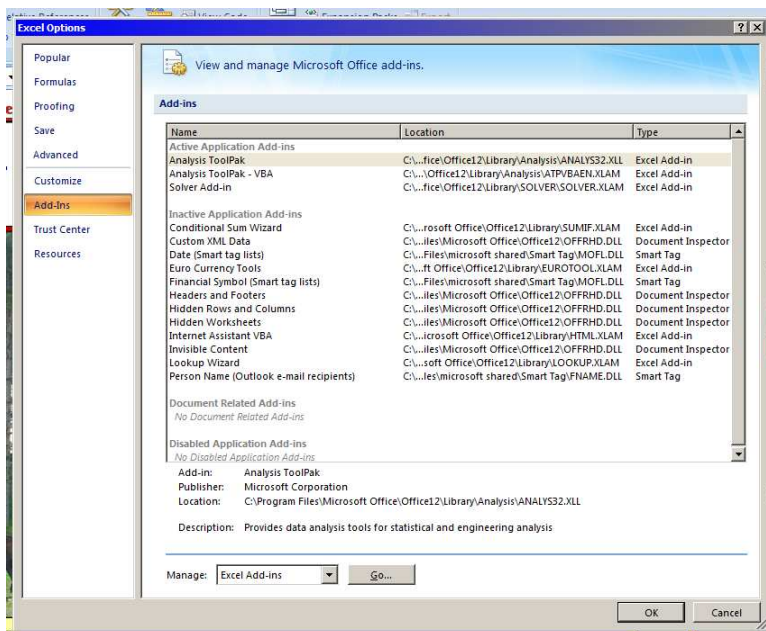 Relative References View Code Expansion Packs Export
Excel Options
Popular
Formulas
Proofing
Save
Advanced
Customize
Add-Ins
Trust Center
Resources
View and manage Microsoft Office add-ins.
Add-ins
Name Location Type
Active Application Add-ins
Analysis ToolPak C:\...fice\Office12\Library\Analysis\ANALYS32.XLL Excel Add-in
Analysis ToolPak - VBA C:\...\Office12\Library\Analysis\ATPVBAEN.XLAM Excel Add-in
Solver Add-in C:\...fice\Office12\Library\SOLVER\SOLVER.XLAM Excel Add-in
Inactive Application Add-ins
Conditional Sum Wizard C:\...rosoft Office\Office12\Library\SUMIF.XLAM Excel Add-in
Custom XML Data C:\...iles\Microsoft Office\Office12\OFFRHD.DLL Document Inspector
Date (Smart tag lists) C:\...Files\microsoft shared\Smart Tag\MOFL.DLL Smart Tag
Euro Currency Tools C:\...ft Office\Office12\Library\EUROTOOL.XLAM Excel Add-in
Financial Symbol (Smart tag lists) C:\...Files\microsoft shared\Smart Tag\MOFL.DLL Smart Tag
Headers and Footers C:\...iles\Microsoft Office\Office12\OFFRHD.DLL Document Inspector
Hidden Rows and Columns C:\...iles\Microsoft Office\Office12\OFFRHD.DLL Document Inspector
Hidden Worksheets C:\...iles\Microsoft Office\Office12\OFFRHD.DLL Document Inspector
Internet Assistant VBA C:\...icrosoft Office\Office12\Library\HTML.XLAM Excel Add-in
Invisible Content C:\...iles\Microsoft Office\Office12\OFFRHD.DLL Document Inspector
Lookup Wizard C:\...soft Office\Office12\Library\LOOKUP.XLAM Excel Add-in
Person Name (Outlook e-mail recipients) C:\...les\microsoft shared\Smart Tag\FNAME.DLL Smart Tag
Document Related Add-ins
No Document Related Add-ins
Disabled Application Add-ins
No Disabled Application Add-ins
Add-in: Analysis ToolPak
Publisher: Microsoft Corporation
Location: C:\Program Files\Microsoft Office\Office12\Library\Analysis\ANALYS32.XLL
Description: Provides data analysis tools for statistical and engineering analysis
Manage: Excel Add-ins Go...
OK Cancel